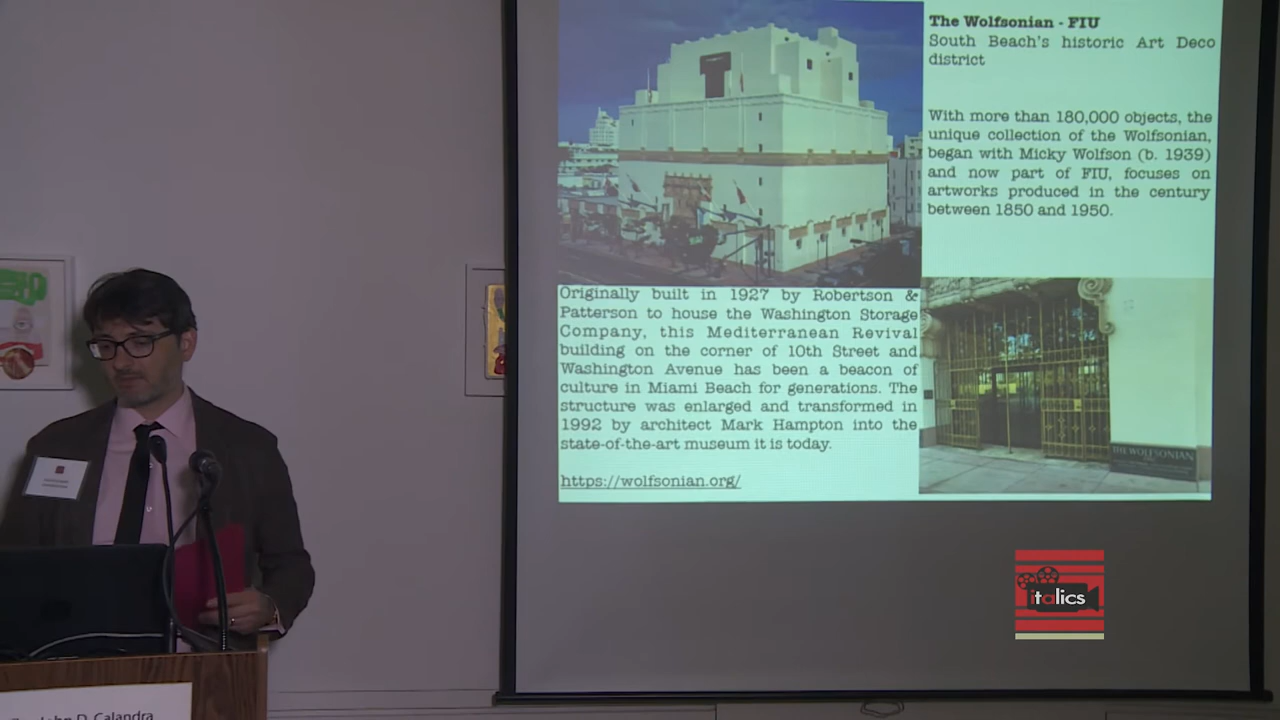 The Wolfsonian - FIU
South Beach's historic Art Deco
district
With more than 180,000 objects, the
unique collection of the Wolfsonian,
began with Micky Wolfson (b. 1939)
and now part of FIU, focuses on
artworks produced in the century
between 1850 and 1950.
Originally built in 1927 by Robertson &
Patterson to house the Washington Storage
Company, this Mediterranean Revival
building on the corner of 10th Street and
Washington Avenue has been a beacon of
culture in Miami Beach for generations. The
structure was enlarged and transformed in
1992 by architect Mark Hampton into the
state-of-the-art museum it is today.
https://wolfsonian.org/
THE WOLFSONIAN
italics
John D. Calandra